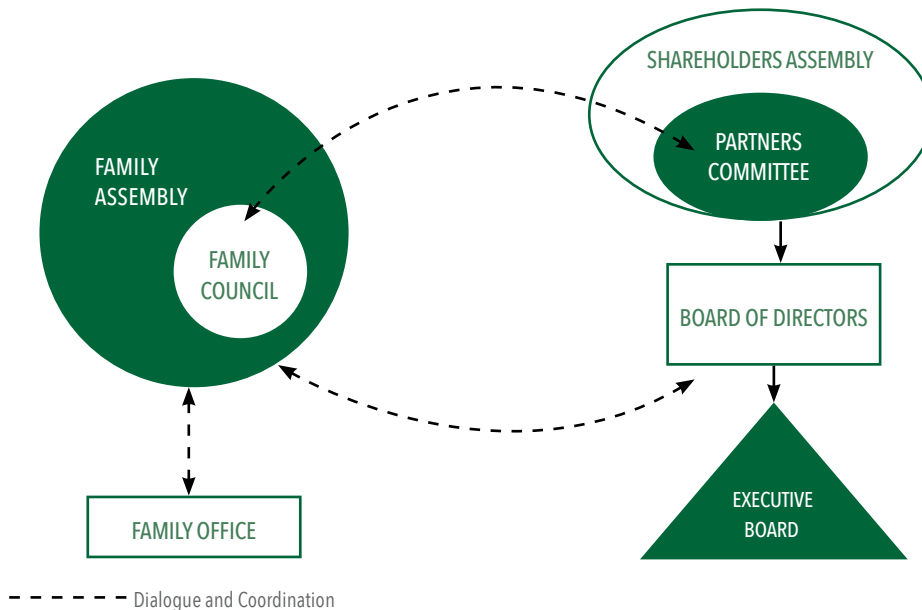 SHAREHOLDERS ASSEMBLY
PARTNERS
COMMITTEE
FAMILY
ASSEMBLY
FAMILY
COUNCIL
BOARD OF DIRECTORS
EXECUTIVE
BOARD
FAMILY OFFICE
Dialogue and Coordination